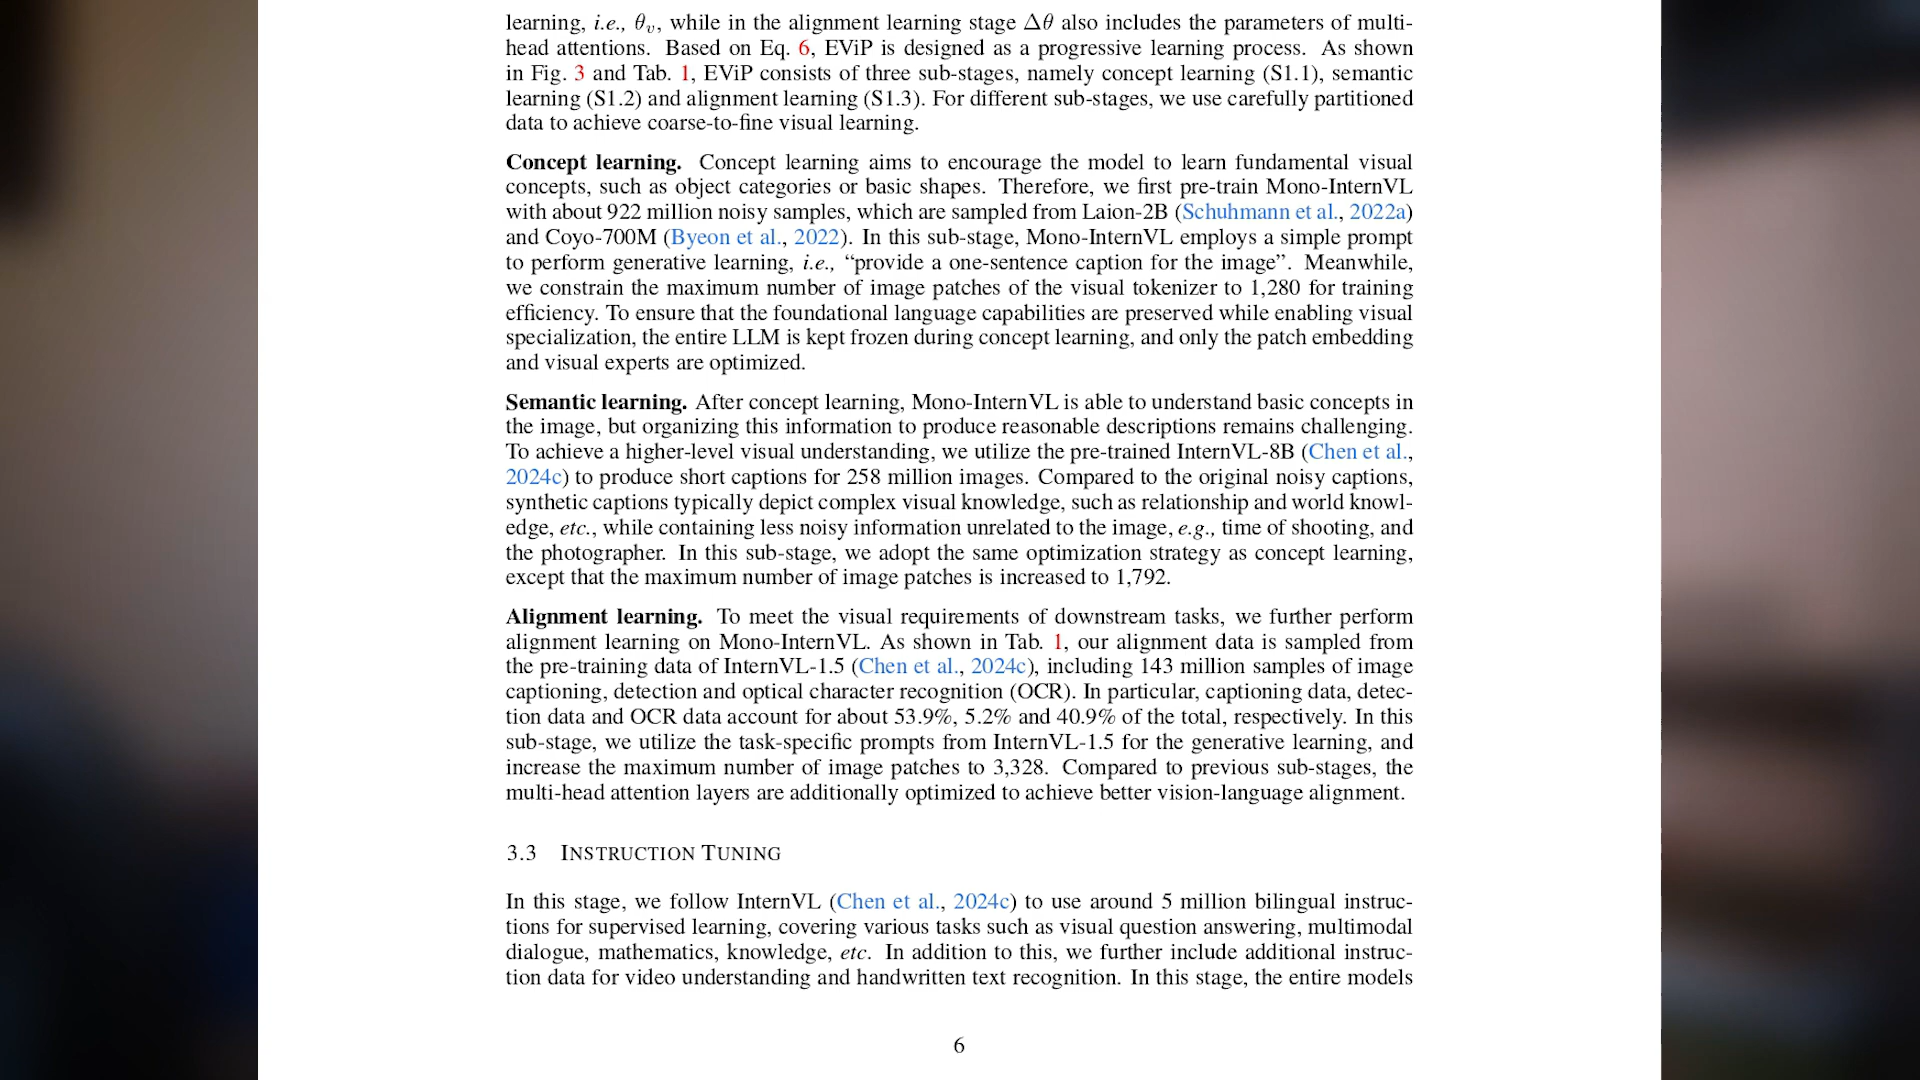 learning, i.e., θv, while in the alignment learning stage Δθ also includes the parameters of multi-
head attentions. Based on Eq. 6, EViP is designed as a progressive learning process. As shown
in Fig. 3 and Tab. 1, EViP consists of three sub-stages, namely concept learning (S1.1), semantic
learning (S1.2) and alignment learning (S1.3). For different sub-stages, we use carefully partitioned
data to achieve coarse-to-fine visual learning.
Concept learning. Concept learning aims to encourage the model to learn fundamental visual
concepts, such as object categories or basic shapes. Therefore, we first pre-train Mono-InternVL
with about 922 million noisy samples, which are sampled from Laion-2B (Schuhmann et al., 2022a)
and Coyo-700M (Byeon et al., 2022). In this sub-stage, Mono-InternVL employs a simple prompt
to perform generative learning, i.e., “provide a one-sentence caption for the image”. Meanwhile,
we constrain the maximum number of image patches of the visual tokenizer to 1,280 for training
efficiency. To ensure that the foundational language capabilities are preserved while enabling visual
specialization, the entire LLM is kept frozen during concept learning, and only the patch embedding
and visual experts are optimized.
Semantic learning. After concept learning, Mono-InternVL is able to understand basic concepts in
the image, but organizing this information to produce reasonable descriptions remains challenging.
To achieve a higher-level visual understanding, we utilize the pre-trained InternVL-8B (Chen et al.,
2024c) to produce short captions for 258 million images. Compared to the original noisy captions,
synthetic captions typically depict complex visual knowledge, such as relationship and world knowl-
edge, etc., while containing less noisy information unrelated to the image, e.g., time of shooting, and
the photographer. In this sub-stage, we adopt the same optimization strategy as concept learning,
except that the maximum number of image patches is increased to 1,792.
Alignment learning. To meet the visual requirements of downstream tasks, we further perform
alignment learning on Mono-InternVL. As shown in Tab. 1, our alignment data is sampled from
the pre-training data of InternVL-1.5 (Chen et al., 2024c), including 143 million samples of image
captioning, detection and optical character recognition (OCR). In particular, captioning data, detec-
tion data and OCR data account for about 53.9%, 5.2% and 40.9% of the total, respectively. In this
sub-stage, we utilize the task-specific prompts from InternVL-1.5 for the generative learning, and
increase the maximum number of image patches to 3,328. Compared to previous sub-stages, the
multi-head attention layers are additionally optimized to achieve better vision-language alignment.
3.3 INSTRUCTION TUNING
In this stage, we follow InternVL (Chen et al., 2024c) to use around 5 million bilingual instruc-
tions for supervised learning, covering various tasks such as visual question answering, multimodal
dialogue, mathematics, knowledge, etc. In addition to this, we further include additional instruc-
tion data for video understanding and handwritten text recognition. In this stage, the entire models
6